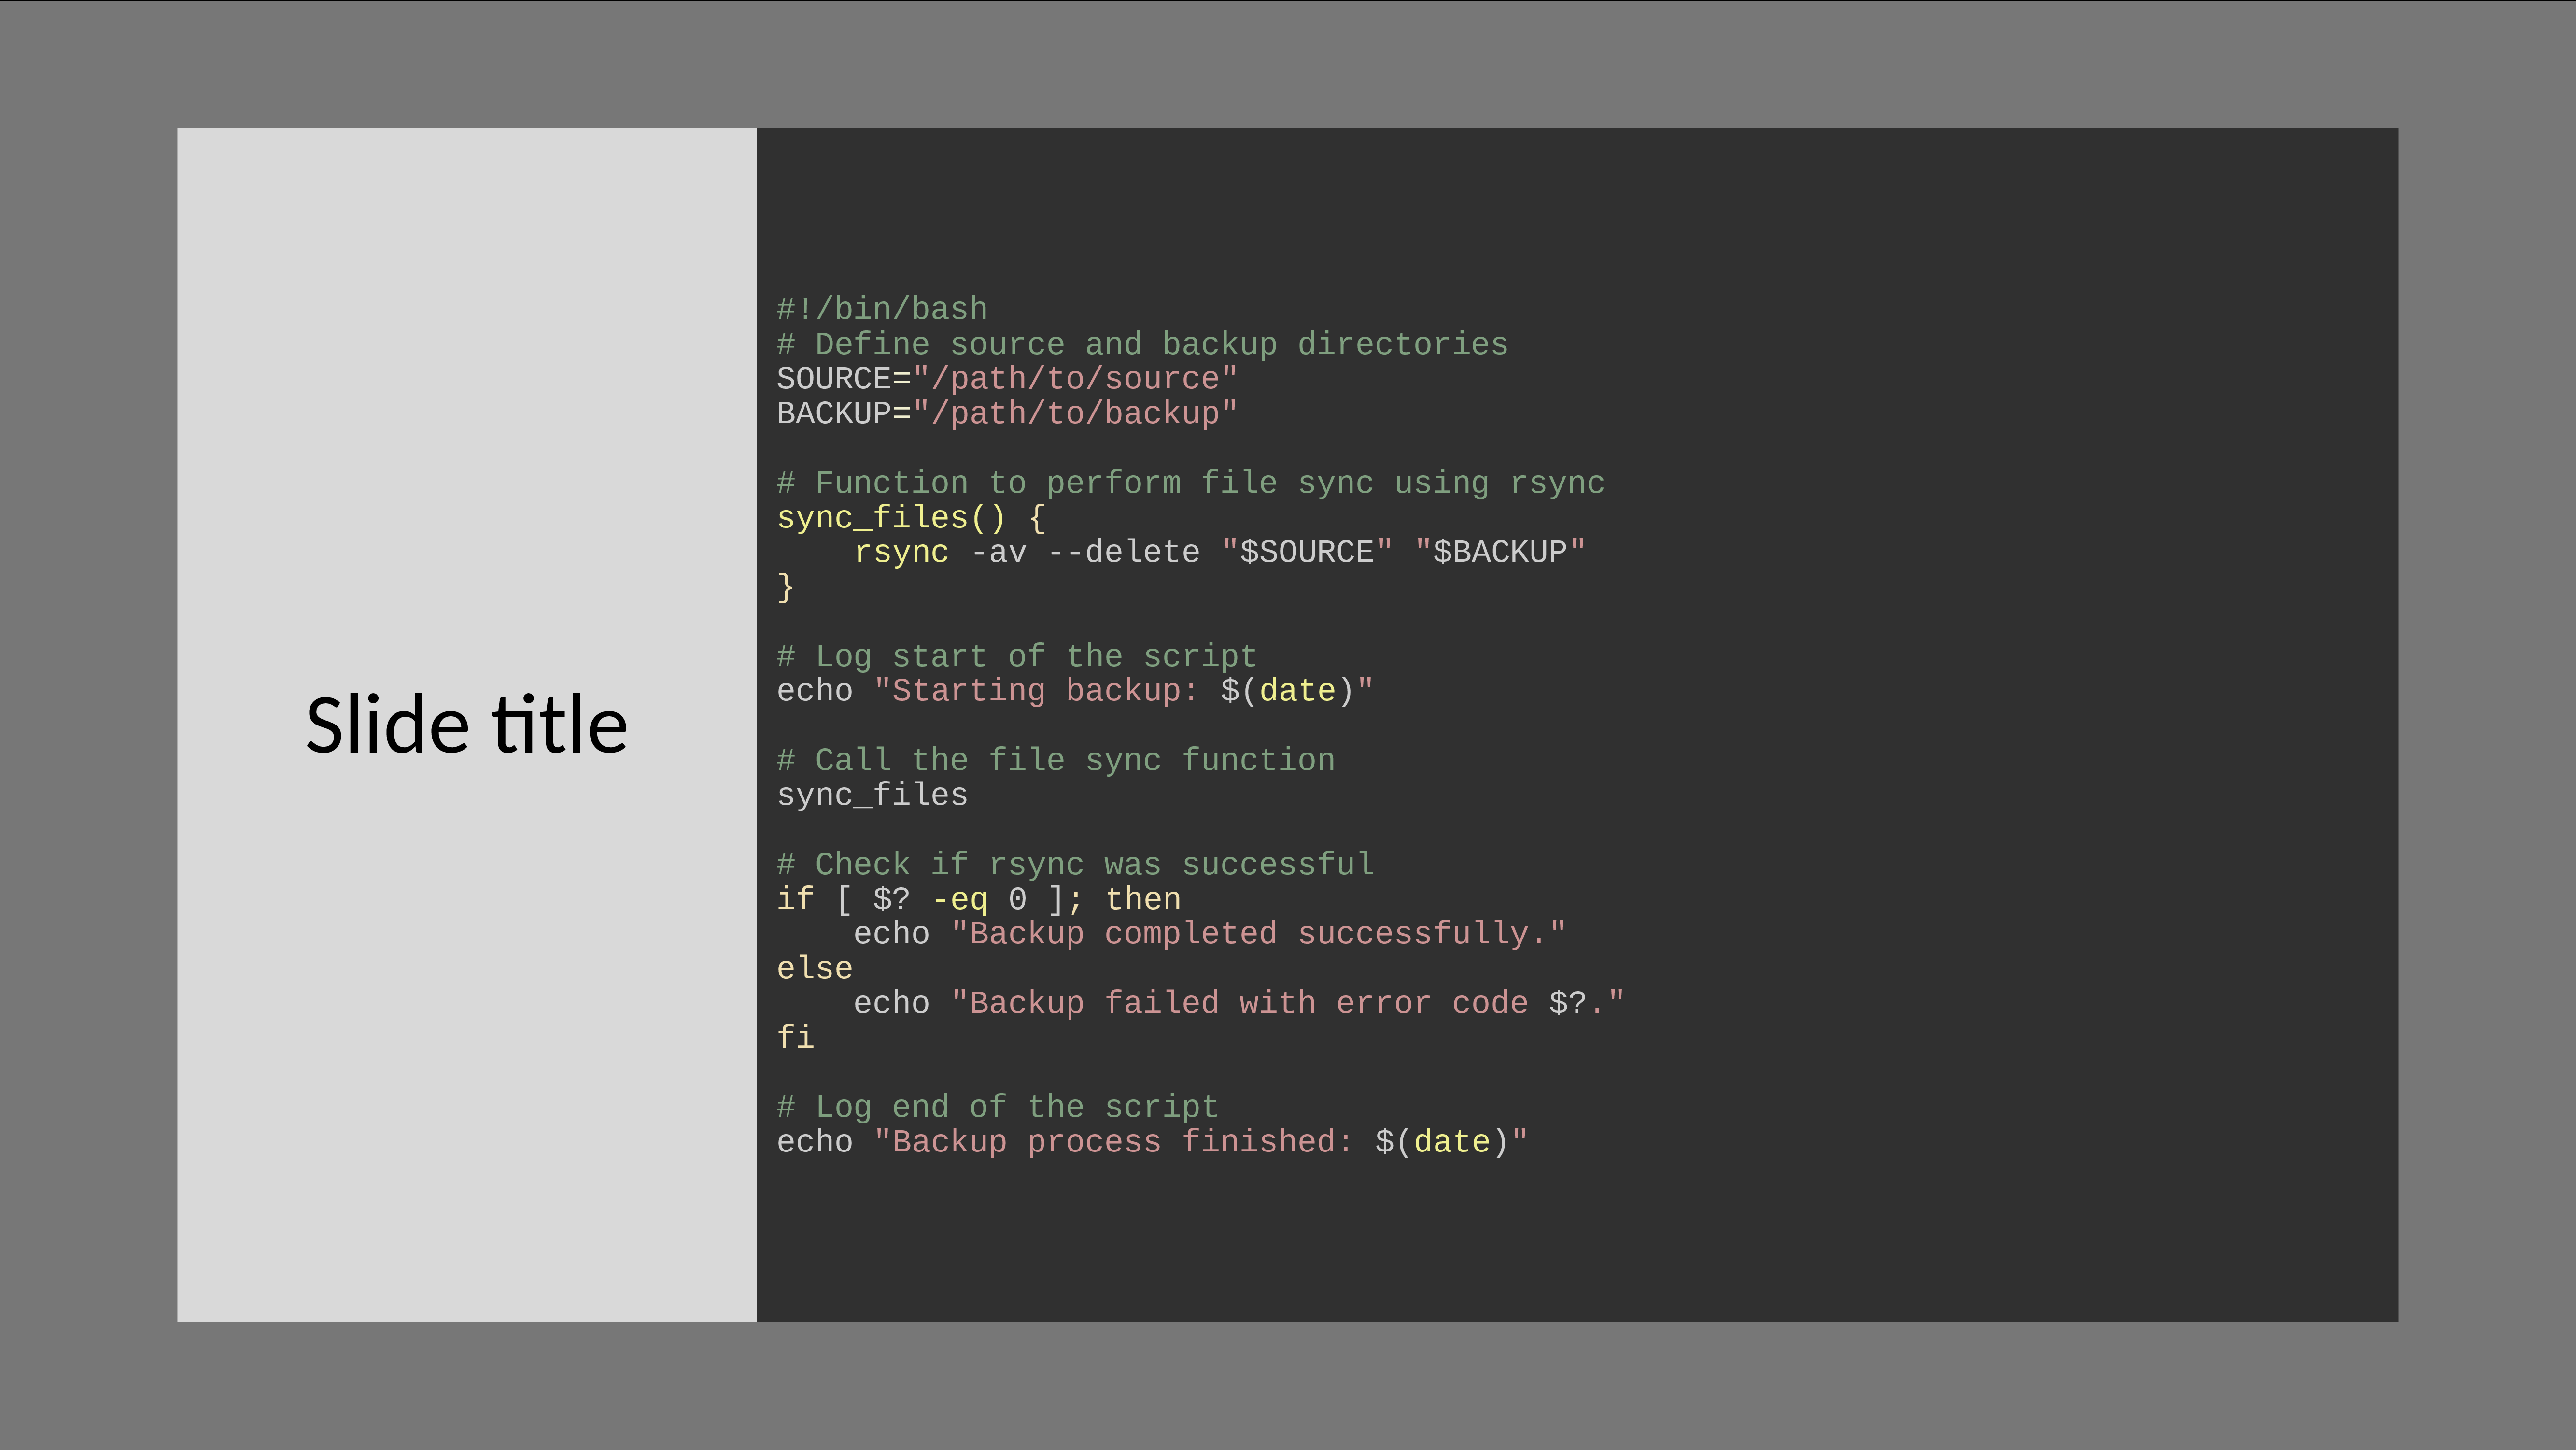 Slide title
#!/bin/bash
# Define source and backup directories
SOURCE="/path/to/source"
BACKUP="/path/to/backup"
# Function to perform file sync using rsync
sync_files() {
    rsync -av --delete "$SOURCE" "$BACKUP"
}
# Log start of the script
echo "Starting backup: $(date)"
# Call the file sync function
sync_files
# Check if rsync was successful
if [ $? -eq 0 ]; then
    echo "Backup completed successfully."
else
    echo "Backup failed with error code $?."
fi
# Log end of the script
echo "Backup process finished: $(date)"